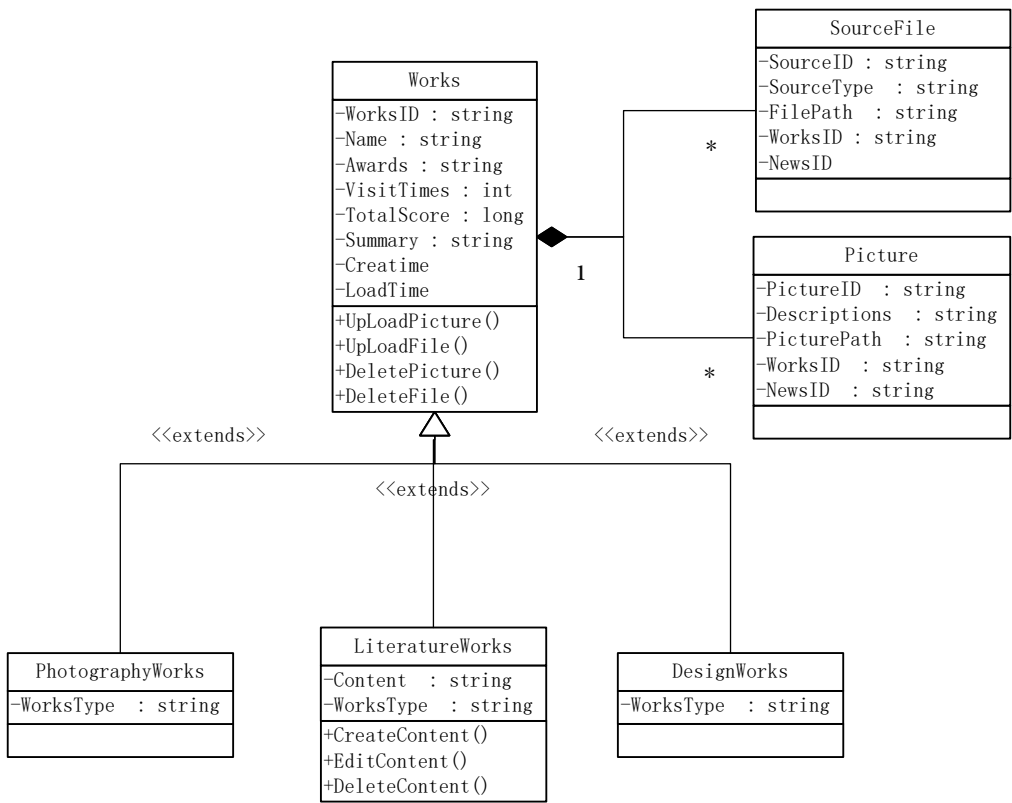 Works
-WorksID : string
-Name : string
-Awards : string
-VisitTimes : int
-TotalScore : long
-Summary : string
-Creatime
-LoadTime
+UpLoadPicture()
+UpLoadFile()
+DeletePicture()
+DeleteFile()
1
*
*
SourceFile
-SourceID : string
-SourceType : string
-FilePath : string
-WorksID : string
-NewsID
Picture
-PictureID : string
-Descriptions : string
-PicturePath : string
-WorksID : string
-NewsID : string
<<extends>>
<<extends>>
<<extends>>
PhotographyWorks
-WorksType : string
LiteratureWorks
-Content : string
-WorksType : string
+CreateContent()
+EditContent()
+DeleteContent()
DesignWorks
-WorksType : string